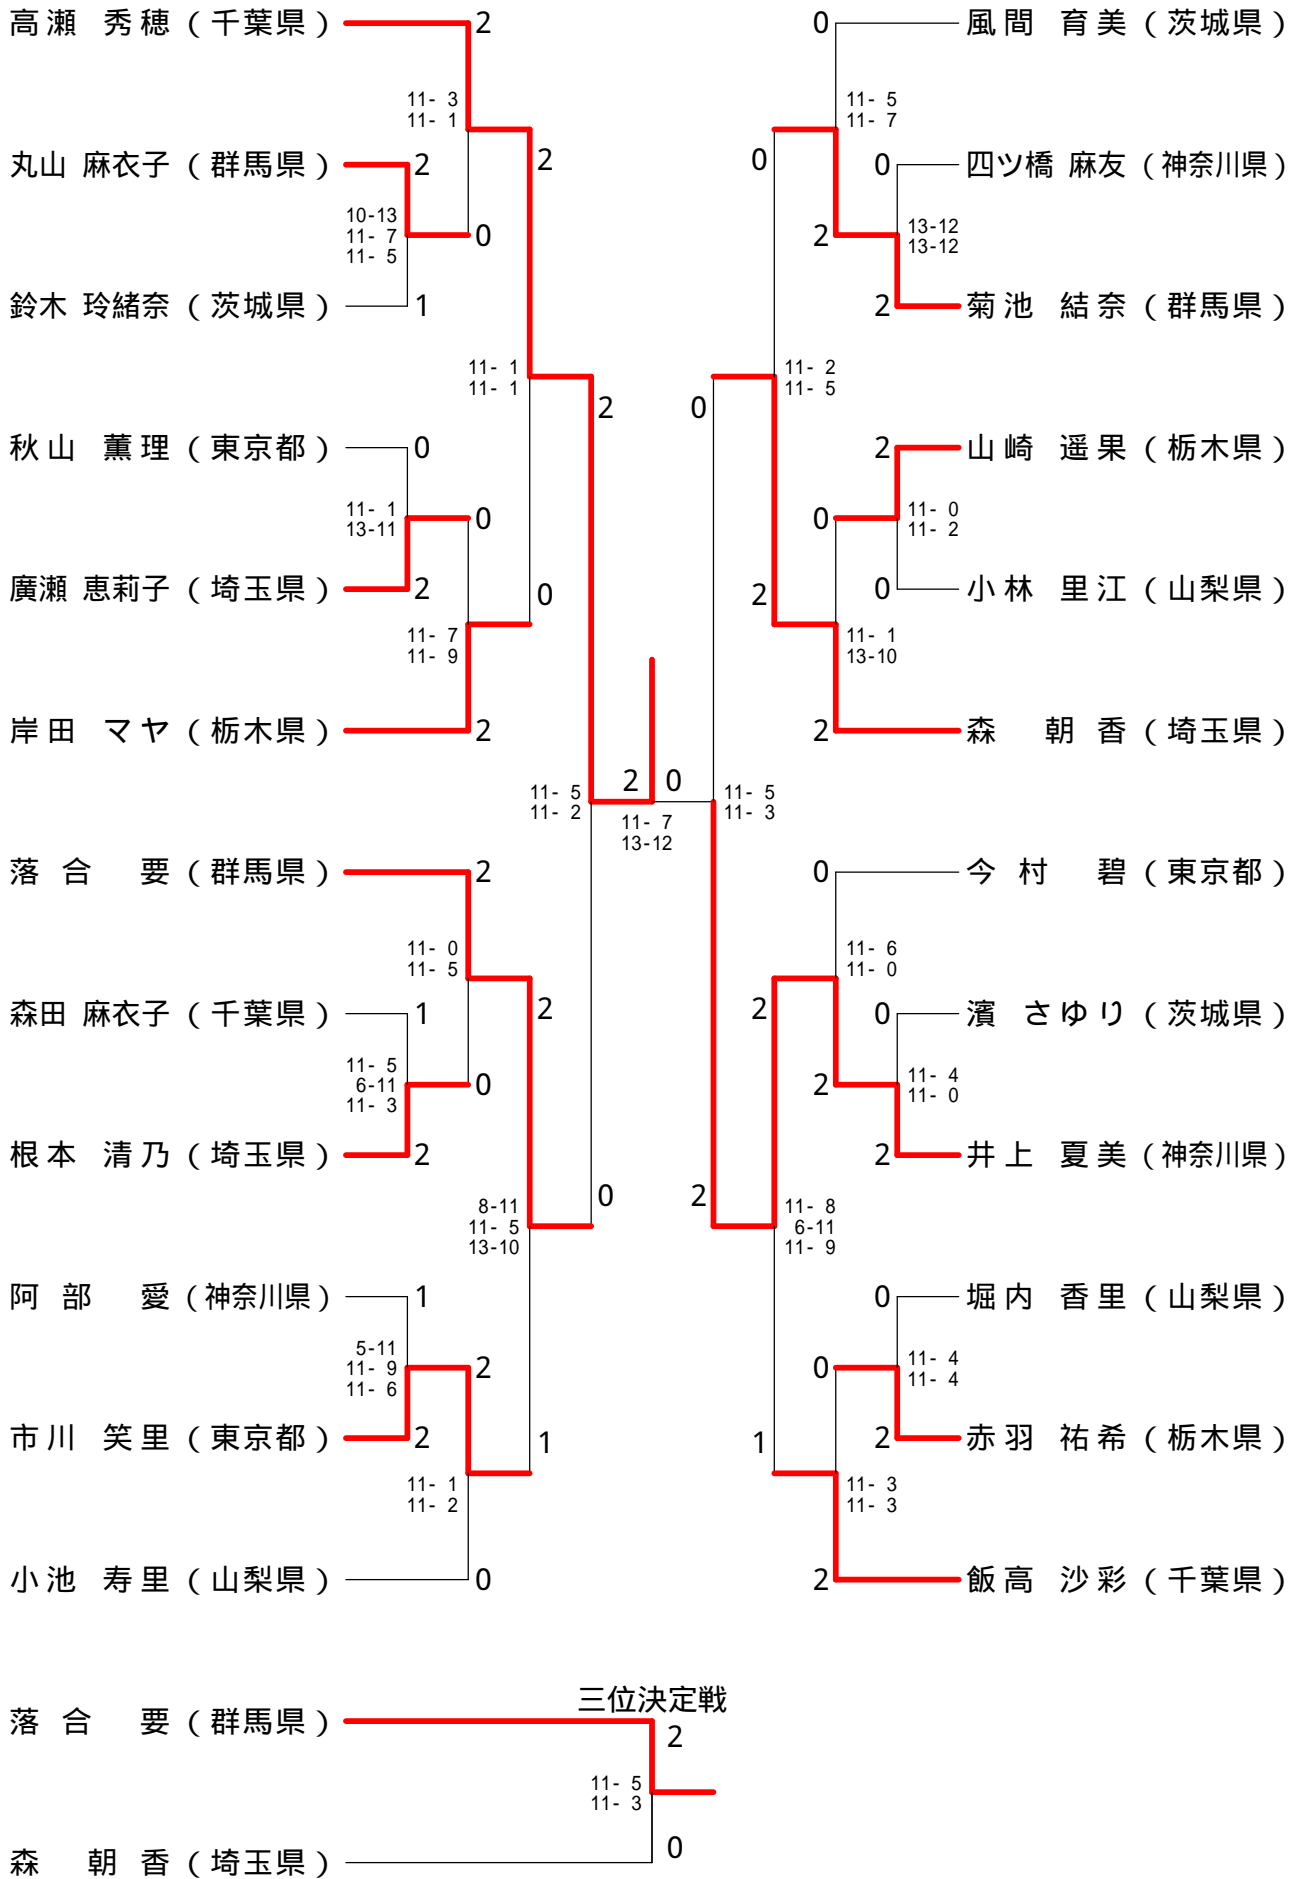 高瀬 秀穂（千葉県） 2
11- 3
11- 1
丸山 麻衣子（群馬県） 2
2
10-13
11- 7
11- 5
0
鈴木 玲緒奈（茨城県） 1
11- 1
11- 1
2
秋山 薫理（東京都） 0
11- 1
13-11
0
廣瀬 恵莉子（埼玉県） 2
0
11- 7
11- 9
岸田 マヤ（栃木県） 2
11- 5
11- 2
2 0
11- 7
13-12
落合 要（群馬県） 2
11- 0
11- 5
森田 麻衣子（千葉県） 1
2
11- 5
6-11
11- 3
0
根本 清乃（埼玉県） 2
0
8-11
11- 5
13-10
阿部 愛（神奈川県） 1
5-11
11- 9
11- 6
2
市川 笑里（東京都） 2
1
11- 1
11- 2
小池 寿里（山梨県） 0
0 風間 育美（茨城県）
11- 5
11- 7
0
0 四ツ橋 麻友（神奈川県）
2
13-12
13-12
2 菊池 結奈（群馬県）
11- 2
11- 5
0
2 山崎 遥果（栃木県）
0
11- 0
11- 2
2
0 小林 里江（山梨県）
11- 1
13-10
2 森 朝香（埼玉県）
11- 5
11- 3
0 今村 碧（東京都）
11- 6
11- 0
2
0 濱 さゆり（茨城県）
2
11- 4
11- 0
2 井上 夏美（神奈川県）
2
11- 8
6-11
11- 9
0 堀内 香里（山梨県）
0
11- 4
11- 4
1
2 赤羽 祐希（栃木県）
11- 3
11- 3
2 飯高 沙彩（千葉県）
三位決定戦
落合 要（群馬県）
2
11- 5
11- 3
0
森 朝香（埼玉県）